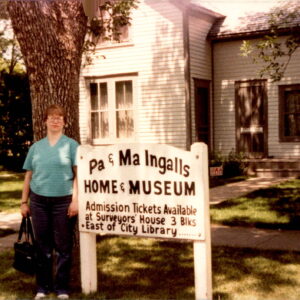 Pa & Ma Ingalls
HOME & MUSEUM
Admission Tickets Available
at Surveyors' House 3 Blks
East of City Library.......